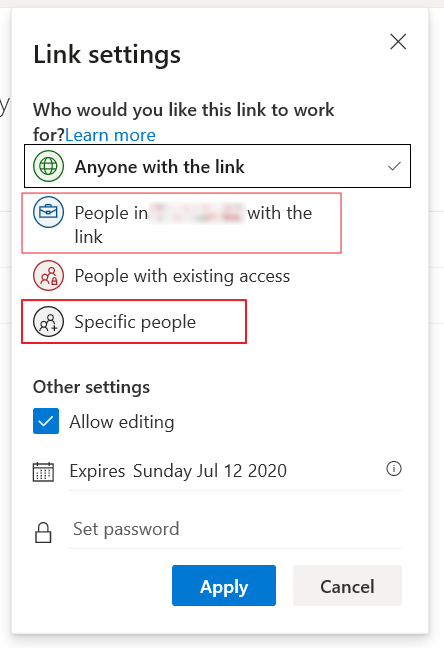 Link settings
y
Who would you like this link to work
for?Learn more
Anyone with the link
People in with the
link
People with existing access
Specific people
Other settings
Allow editing
Expires Sunday Jul 12 2020
Set password
Apply Cancel